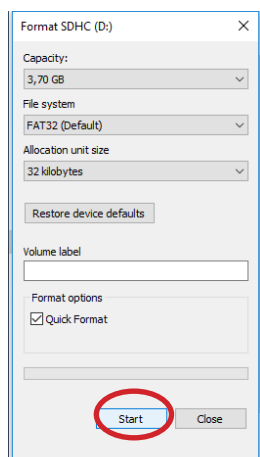 Format SDHC (D:)
Capacity:
3,70 GB
File system
FAT32 (Default)
Allocation unit size
32 kilobytes
Restore device defaults
Volume label
Format options
Quick Format
Start Close